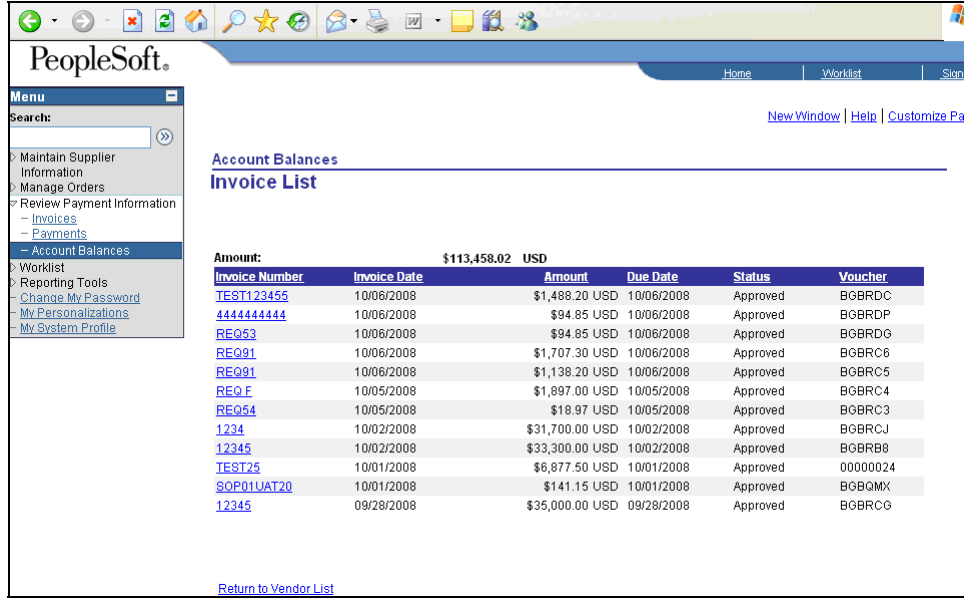 PeopleSoft.
Home Worklist Sign
New Window | Help | Customize Pa
Menu
Search:
Maintain Supplier
Information
Manage Orders
Review Payment Information
– Invoices
– Payments
– Account Balances
Worklist
Reporting Tools
– Change My Password
– My Personalizations
– My System Profile
Account Balances
Invoice List
Amount: $113,458.02 USD
Invoice Number Invoice Date Amount Due Date Status Voucher
TEST123455 10/06/2008 $1,488.20 USD 10/06/2008 Approved BGBRDC
4444444444 10/06/2008 $94.85 USD 10/06/2008 Approved BGBRDP
REQ53 10/06/2008 $94.85 USD 10/06/2008 Approved BGBRDG
REQ91 10/06/2008 $1,707.30 USD 10/06/2008 Approved BGBRC6
REQ91 10/06/2008 $1,138.20 USD 10/06/2008 Approved BGBRC5
REQ F 10/05/2008 $1,897.00 USD 10/05/2008 Approved BGBRC4
REQ54 10/05/2008 $18.97 USD 10/05/2008 Approved BGBRC3
1234 10/02/2008 $31,700.00 USD 10/02/2008 Approved BGBRCJ
12345 10/02/2008 $33,300.00 USD 10/02/2008 Approved BGBRB8
TEST25 10/01/2008 $6,877.50 USD 10/01/2008 Approved 00000024
SOP01UAT20 10/01/2008 $141.15 USD 10/01/2008 Approved BGBQMX
12345 09/28/2008 $35,000.00 USD 09/28/2008 Approved BGBRCG
Return to Vendor List